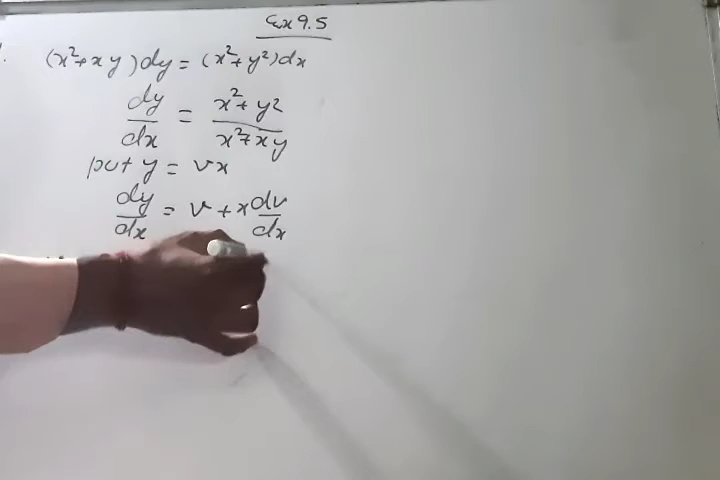 Ex 9.5
1. (x²+xy)dy = (x²+y²)dx
dy/dx = x²+y²/x²+xy
put y = vx
dy/dx = v + x dv/dx